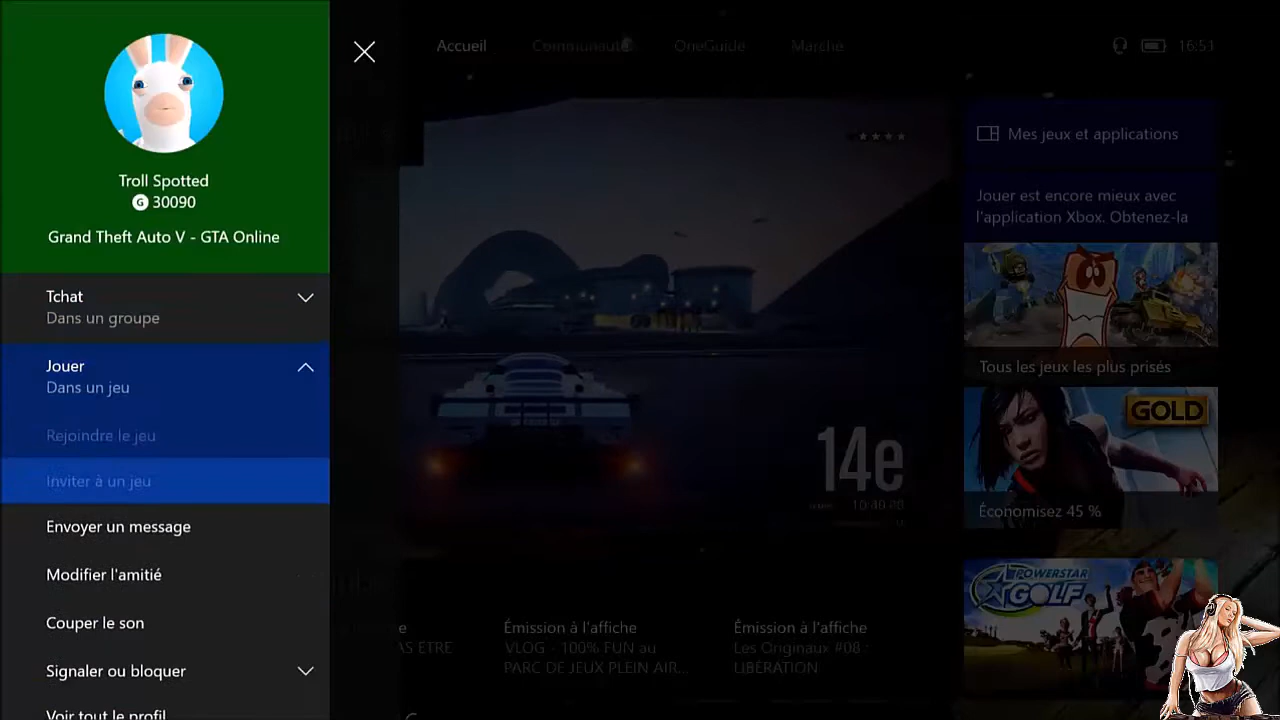 Troll Spotted
G 30090
Grand Theft Auto V - GTA Online
Tchat
Dans un groupe
Jouer
Dans un jeu
Rejoindre le jeu
Inviter à un jeu
Envoyer un message
Modifier l'amitié
Couper le son
Signaler ou bloquer
Voir tout le profil
Accueil
Communauté
OneGuide
Marché
16:51
14e
Mes jeux et applications
Jouer est encore mieux avec
l'application Xbox. Obtenez-la
Tous les jeux les plus prisés
GOLD
Économisez 45 %
POWERSTAR
GOLF
Émission à l'affiche
VLOG - 100% FUN au
PARC DE JEUX PLEIN AIR...
Émission à l'affiche
Les Originaux #08 :
LIBÉRATION